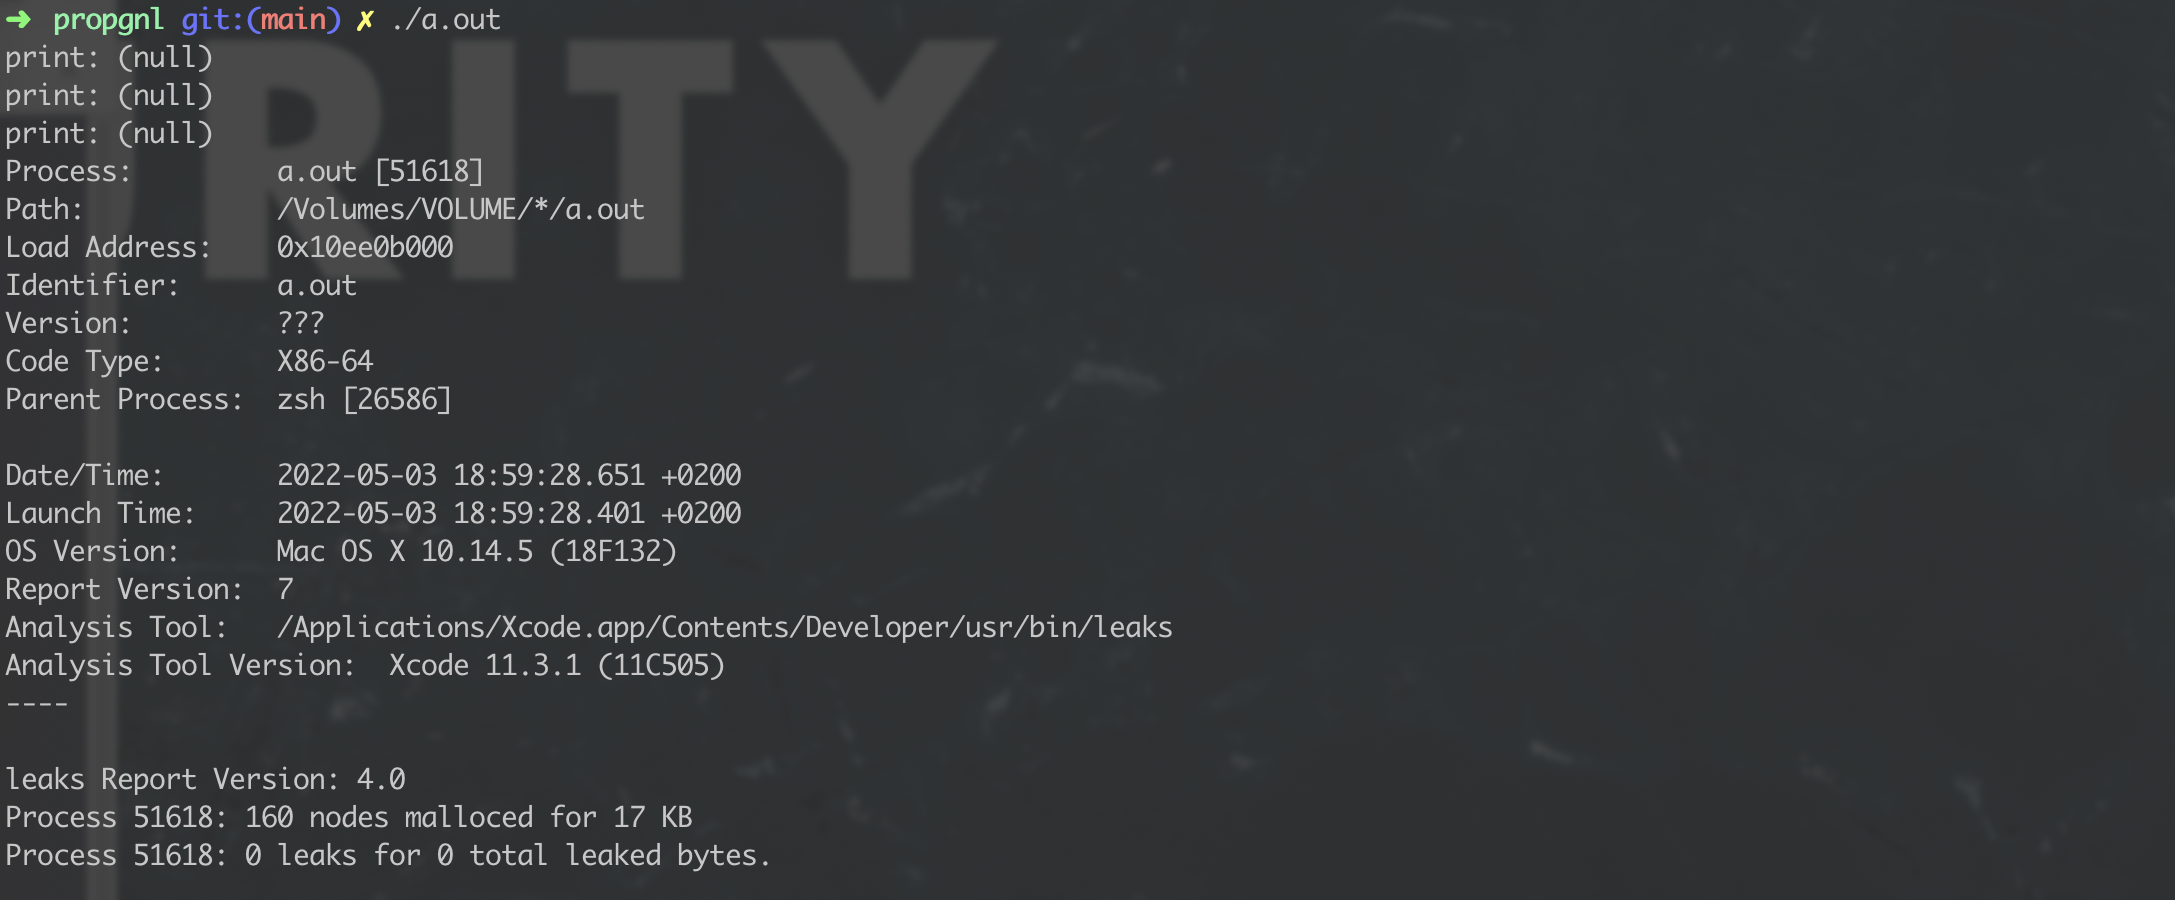 ➜ propgnl git:(main) ✗ ./a.out
print: (null)
print: (null)
print: (null)
Process: a.out [51618]
Path: /Volumes/VOLUME/*/a.out
Load Address: 0x10ee0b000
Identifier: a.out
Version: ???
Code Type: X86-64
Parent Process: zsh [26586]
Date/Time: 2022-05-03 18:59:28.651 +0200
Launch Time: 2022-05-03 18:59:28.401 +0200
OS Version: Mac OS X 10.14.5 (18F132)
Report Version: 7
Analysis Tool: /Applications/Xcode.app/Contents/Developer/usr/bin/leaks
Analysis Tool Version: Xcode 11.3.1 (11C505)
----
leaks Report Version: 4.0
Process 51618: 160 nodes malloced for 17 KB
Process 51618: 0 leaks for 0 total leaked bytes.
RITY